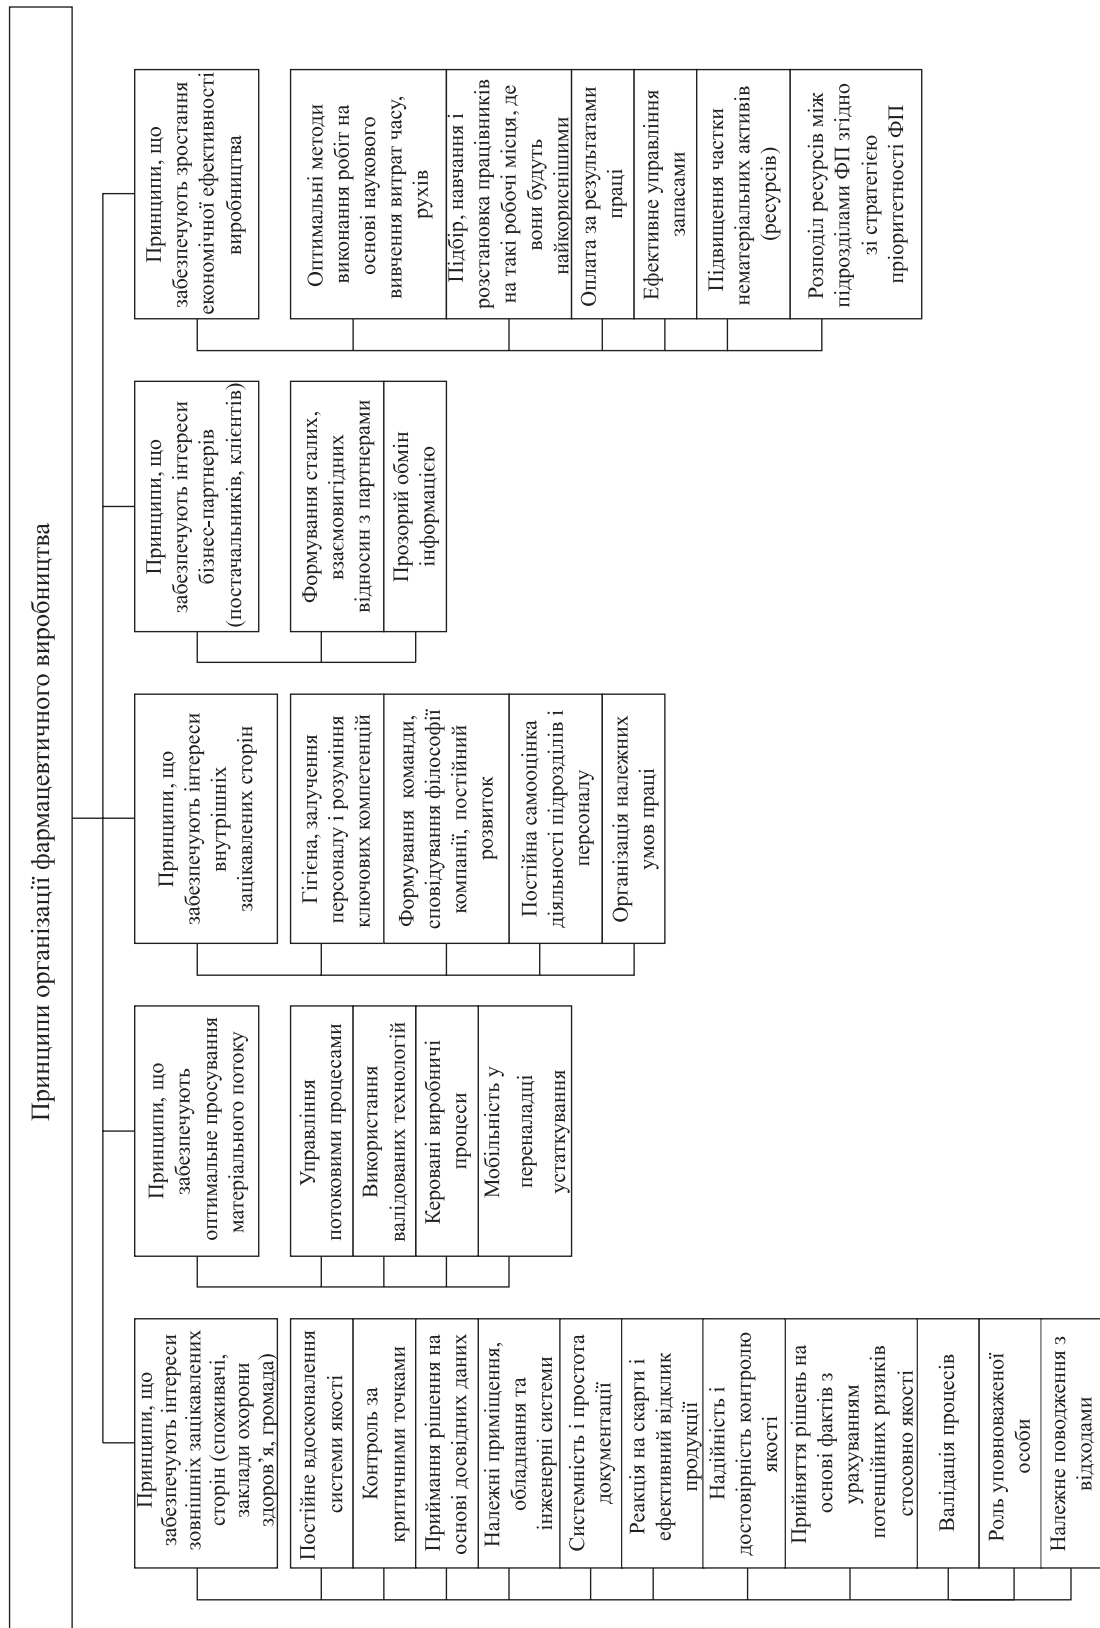 Принципи організації фармацевтичного виробництва
Принципи, що
забезпечують інтереси
зовнішніх зацікавлених
сторін (споживачі,
заклади охорони
здоров'я, громада)
Постійне вдосконалення
системи якості
Контроль за
критичними точками
Приймання рішення на
основі досвідних даних
Належні приміщення,
обладнання та
інженерні системи
Системність і простота
документації
Реакція на скарги і
ефективний відклик
продукції
Надійність і
достовірність контролю
якості
Прийняття рішень на
основі фактів з
урахуванням
потенційних ризиків
стосовно якості
Валідація процесів
Роль уповноваженої
особи
Належне поводження з
відходами
Принципи, що
забезпечують
оптимальне просування
матеріального потоку
Управління
потоковими процесами
Використання
валідованих технологій
Керовані виробничі
процеси
Мобільність у
переналадці
устаткування
Принципи, що
забезпечують інтереси
внутрішніх
зацікавлених сторін
Гігієна, залучення
персоналу і розуміння
ключових компетенцій
Формування команди,
сповідування філософії
компанії, постійний
розвиток
Постійна самооцінка
діяльності підрозділів і
персоналу
Організація належних
умов праці
Принципи, що
забезпечують інтереси
бізнес-партнерів
(постачальників, клієнтів)
Формування сталих,
взаємовигідних
відносин з партнерами
Прозорий обмін
інформацією
Принципи, що
забезпечують зростання
економічної ефективності
виробництва
Оптимальні методи
виконання робіт на
основі наукового
вивчення витрат часу,
рухів
Підбір, навчання і
розстановка працівників
на такі робочі місця, де
вони будуть
найкориснішими
Оплата за результатами
праці
Ефективне управління
запасами
Підвищення частки
нематеріальних активів
(ресурсів)
Розподіл ресурсів між
підрозділами ФП згідно
зі стратегією
пріоритетності ФП